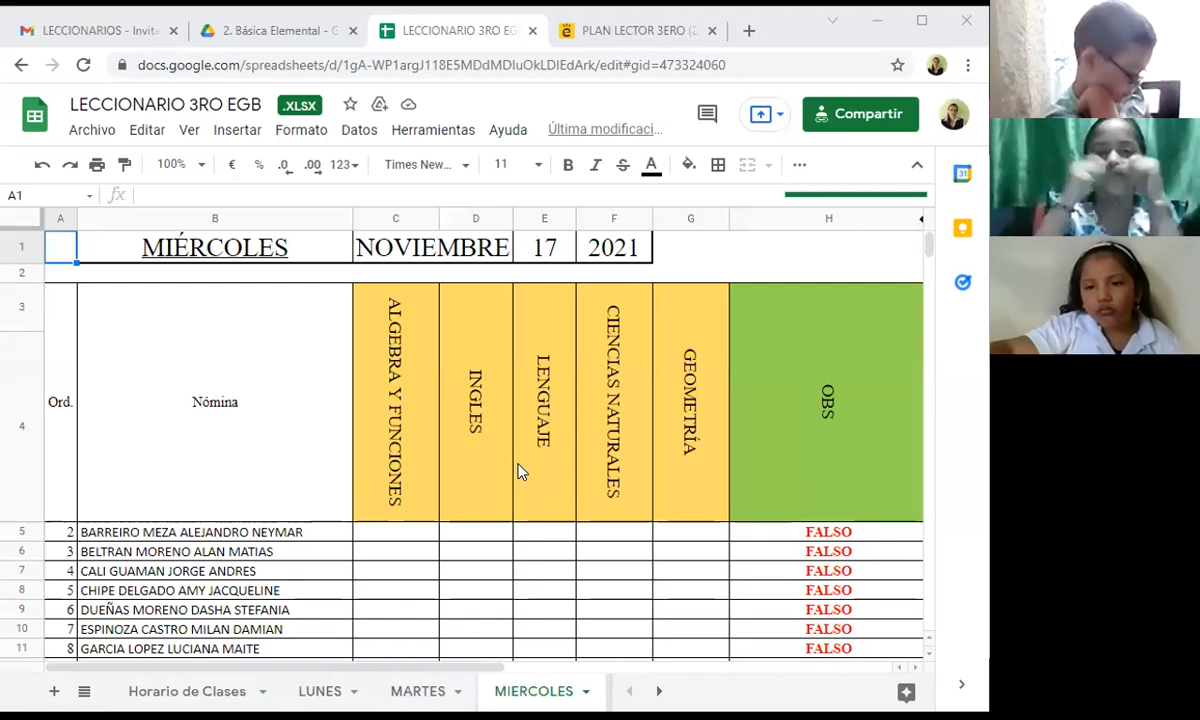 LECCIONARIOS - Invita
2. Básica Elemental - G
LECCIONARIO 3RO EG
PLAN LECTOR 3ERO (2
docs.google.com/spreadsheets/d/1gA-WP1argJ118E5MDdMDIuOkLDIEdArk/edit#gid=473324060
LECCIONARIO 3RO EGB .XLSX
Compartir
Archivo Editar Ver Insertar Formato Datos Herramientas Ayuda Última modificaci...
100% € % .0 .00 123 Times New... 11 B I S A
A1 fx
A B C D E F G H
1 MIÉRCOLES NOVIEMBRE 17 2021
2
3
4 Ord. Nómina ALGEBRA Y FUNCIONES INGLES LENGUAJE CIENCIAS NATURALES GEOMETRÍA OBS
5 2 BARREIRO MEZA ALEJANDRO NEYMAR FALSO
6 3 BELTRAN MORENO ALAN MATIAS FALSO
7 4 CALI GUAMAN JORGE ANDRES FALSO
8 5 CHIPE DELGADO AMY JACQUELINE FALSO
9 6 DUEÑAS MORENO DASHA STEFANIA FALSO
10 7 ESPINOZA CASTRO MILAN DAMIAN FALSO
11 8 GARCIA LOPEZ LUCIANA MAITE FALSO
Horario de Clases LUNES MARTES MIERCOLES